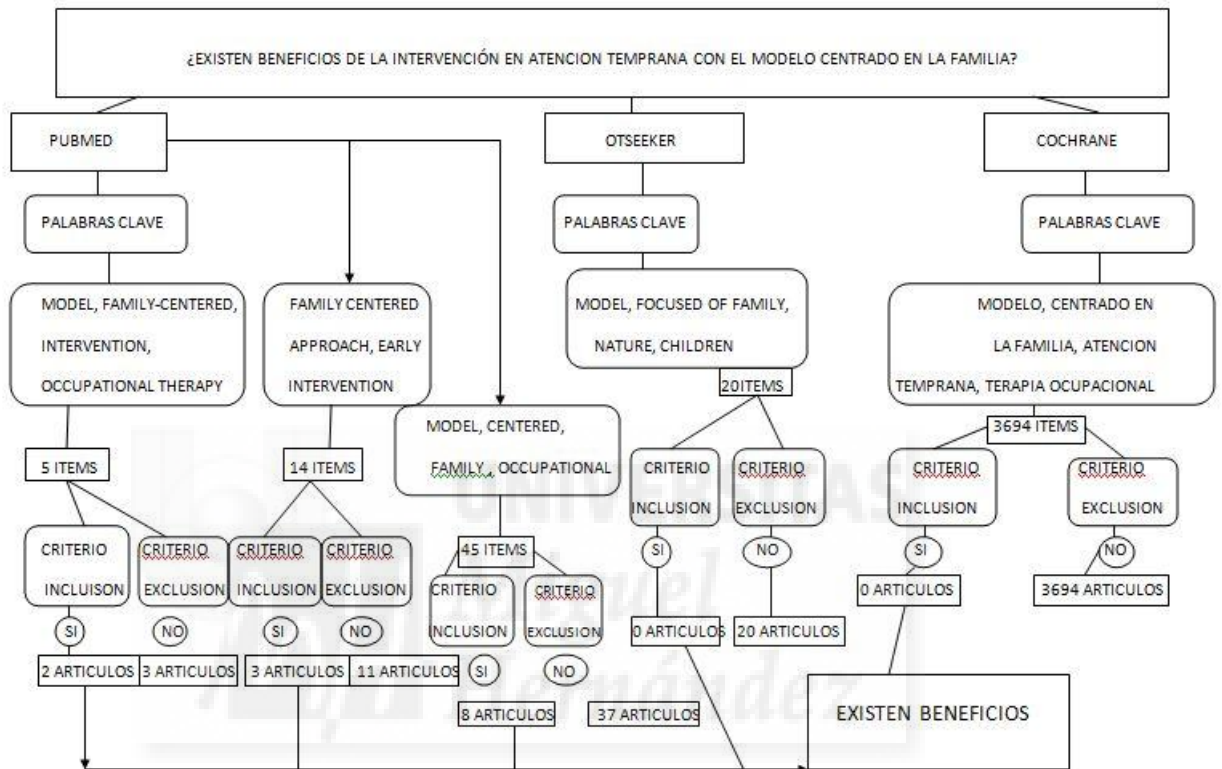 ¿EXISTEN BENEFICIOS DE LA INTERVENCIÓN EN ATENCION TEMPRANA CON EL MODELO CENTRADO EN LA FAMILIA?
PUBMED
OTSEEKER
COCHRANE
PALABRAS CLAVE
PALABRAS CLAVE
PALABRAS CLAVE
MODEL, FAMILY-CENTERED,
INTERVENTION,
OCCUPATIONAL THERAPY
FAMILY CENTERED
APPROACH, EARLY
INTERVENTION
MODEL, CENTERED,
FAMILY , OCCUPATIONAL
MODEL, FOCUSED OF FAMILY,
NATURE, CHILDREN
MODELO, CENTRADO EN
LA FAMILIA, ATENCION
TEMPRANA, TERAPIA OCUPACIONAL
5 ITEMS
14 ITEMS
45 ITEMS
20ITEMS
3694 ITEMS
CRITERIO
INCLUISON
SI
2 ARTICULOS
CRITERIO
EXCLUSION
NO
3 ARTICULOS
CRITERIO
INCLUSION
SI
3 ARTICULOS
CRITERIO
EXCLUSION
NO
11 ARTICULOS
CRITERIO
INCLUSION
SI
8 ARTICULOS
CRITERIO
EXCLUSION
NO
37 ARTICULOS
CRITERIO
INCLUSION
SI
0 ARTICULOS
CRITERIO
EXCLUSION
NO
20 ARTICULOS
CRITERIO
INCLUSION
SI
0 ARTICULOS
CRITERIO
EXCLUSION
NO
3694 ARTICULOS
EXISTEN BENEFICIOS
UNIVERSITAS
Miguel
Hernández